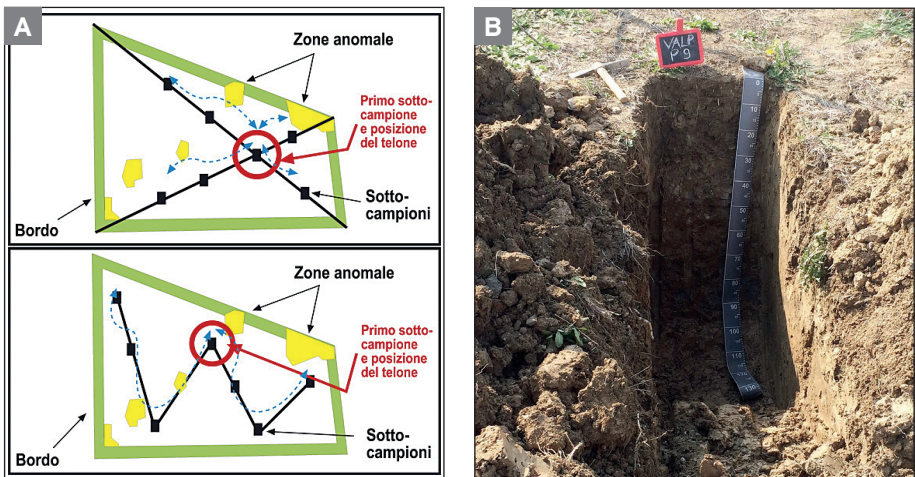 A
Zone anomale
Primo sotto-
campione
e posizione
del telone
Sotto-
campioni
Bordo
Zone anomale
Primo sotto-
campione
e posizione
del telone
Sotto-
campioni
Bordo
B
VALP
P 9
0
10
20
30
40
50
60
70
80
90
100
110
120
130